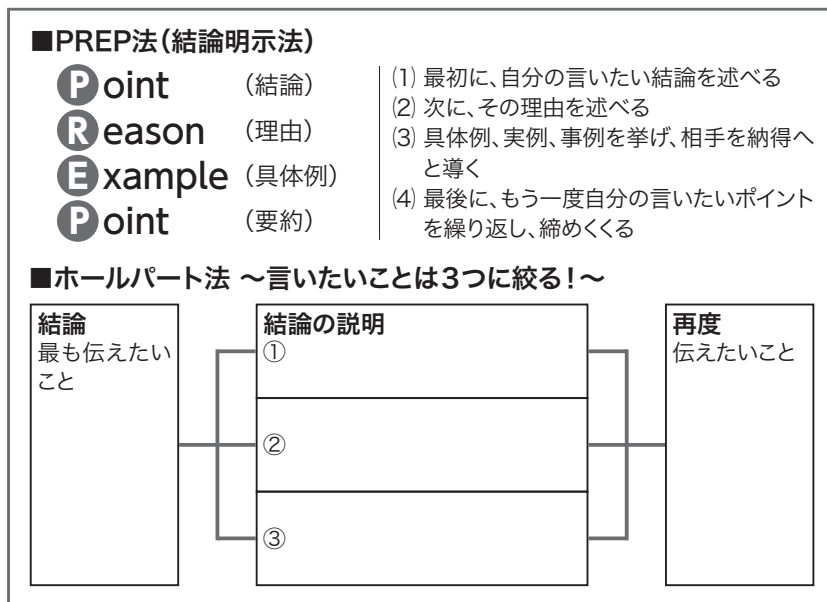 ■PREP法(結論明示法)
Point (結論)
Reason (理由)
Example (具体例)
Point (要約)
⑴ 最初に、自分の言いたい結論を述べる
⑵ 次に、その理由を述べる
⑶ 具体例、実例、事例を挙げ、相手を納得へ
と導く
⑷ 最後に、もう一度自分の言いたいポイント
を繰り返し、締めくくる
■ホールパート法 ～言いたいことは3つに絞る!～
結論
最も伝えたい
こと
結論の説明
①
②
③
再度
伝えたいこと